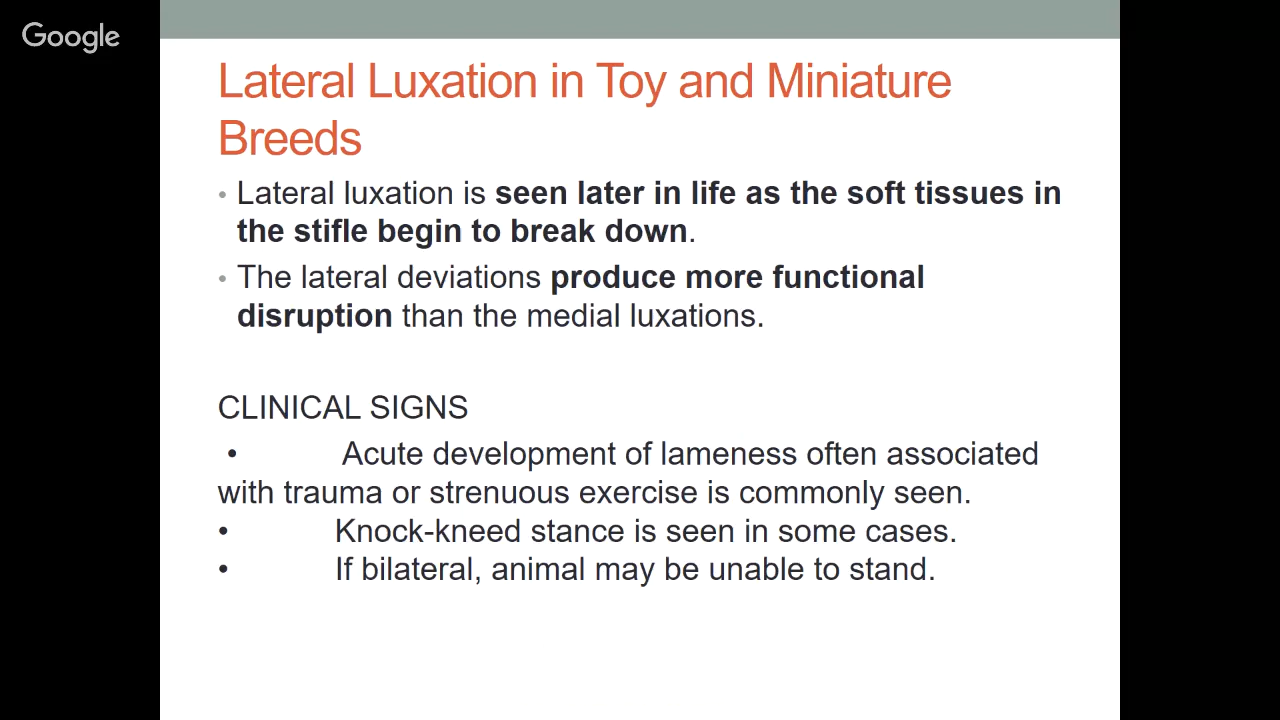 Google
Lateral Luxation in Toy and Miniature
Breeds
• Lateral luxation is seen later in life as the soft tissues in
the stifle begin to break down.
• The lateral deviations produce more functional
disruption than the medial luxations.
CLINICAL SIGNS
• Acute development of lameness often associated
with trauma or strenuous exercise is commonly seen.
• Knock-kneed stance is seen in some cases.
• If bilateral, animal may be unable to stand.